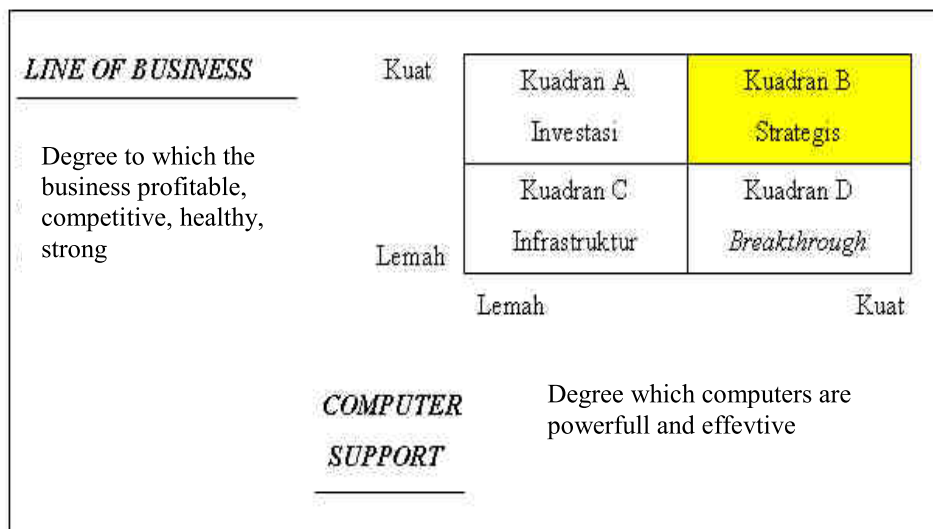 LINE OF BUSINESS
Degree to which the
business profitable,
competitive, healthy,
strong
Kuat
Lemah
Kuadran A
Investasi
Kuadran B
Strategis
Kuadran C
Infrastruktur
Kuadran D
Breakthrough
Lemah
Kuat
COMPUTER
SUPPORT
Degree which computers are
powerfull and effevtive